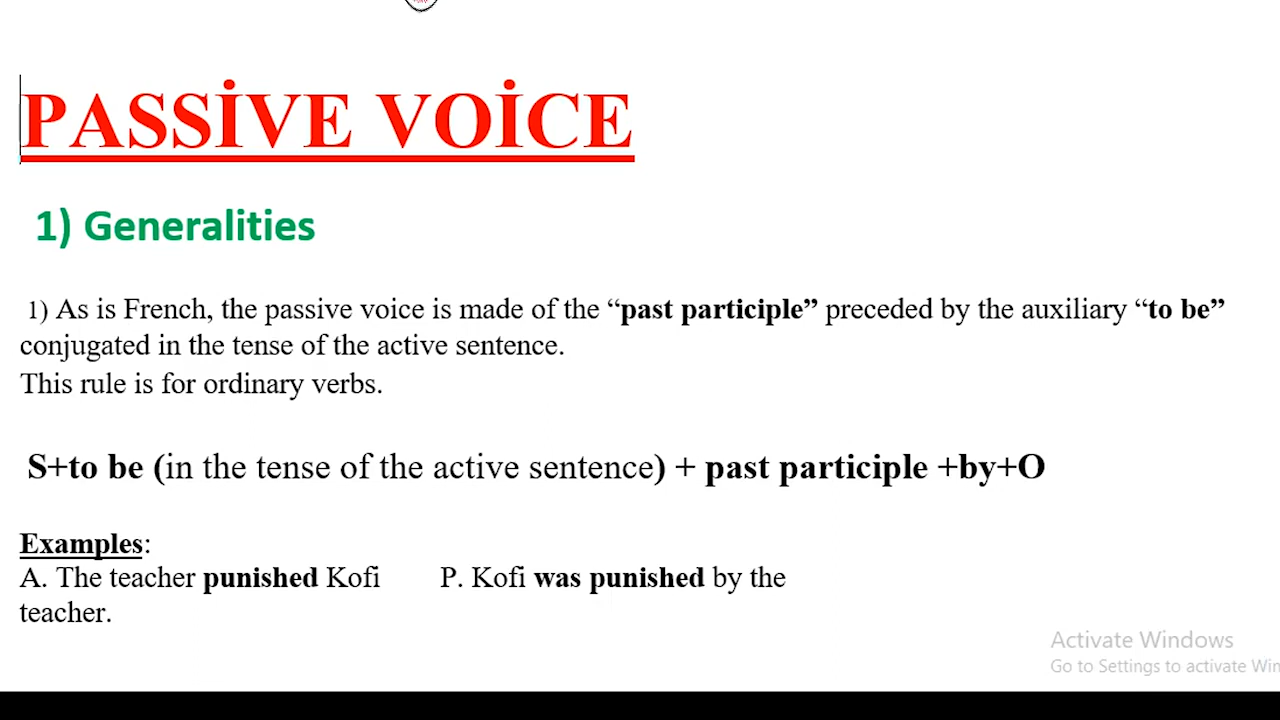 PASSİVE VOİCE
1) Generalities
1) As is French, the passive voice is made of the “past participle” preceded by the auxiliary “to be”
conjugated in the tense of the active sentence.
This rule is for ordinary verbs.
S+to be (in the tense of the active sentence) + past participle +by+O
Examples:
A. The teacher punished Kofi P. Kofi was punished by the
teacher.
Activate Windows
Go to Settings to activate Win